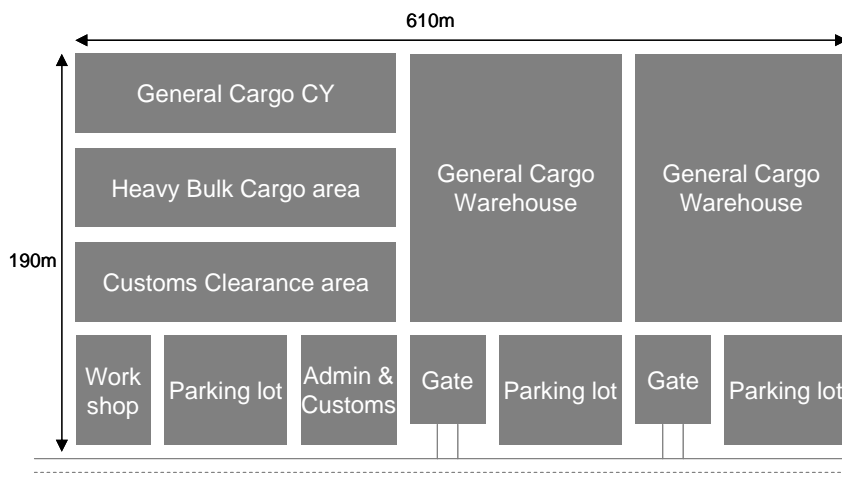 610m
General Cargo CY
General Cargo
Warehouse
General Cargo
Warehouse
Heavy Bulk Cargo area
190m
Customs Clearance area
Work
shop
Parking lot
Admin &
Customs
Gate
Parking lot
Gate
Parking lot